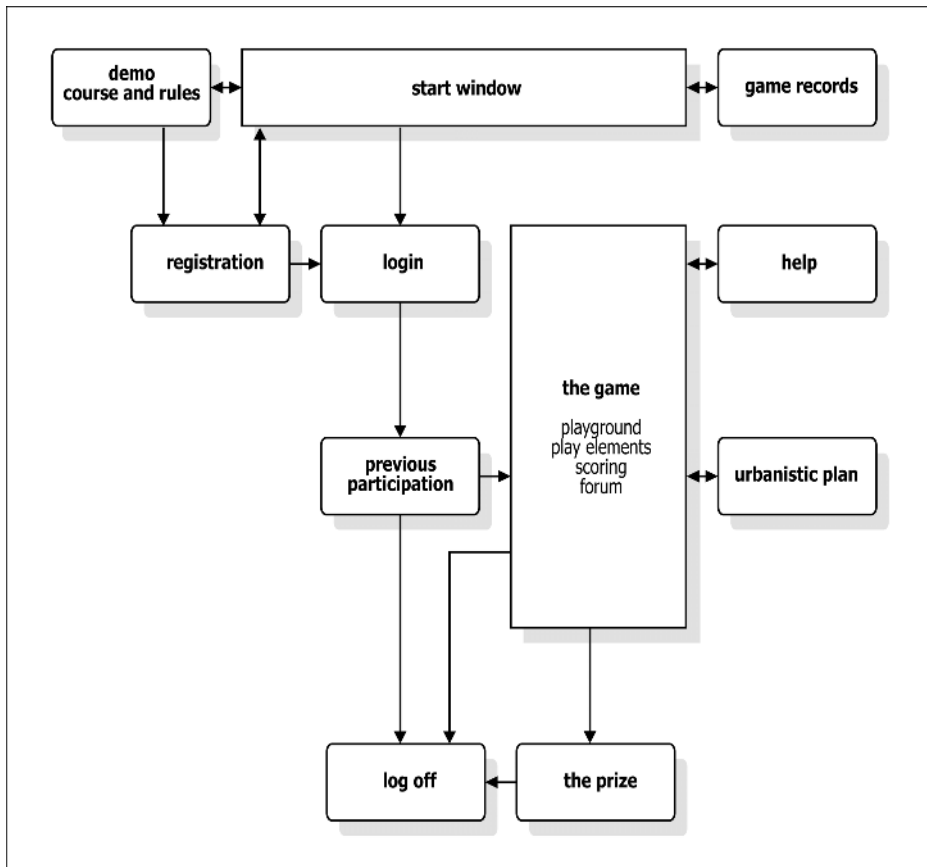 demo
course and rules
start window
game records
registration
login
help
the game
playground
play elements
scoring
forum
previous
participation
urbanistic plan
log off
the prize